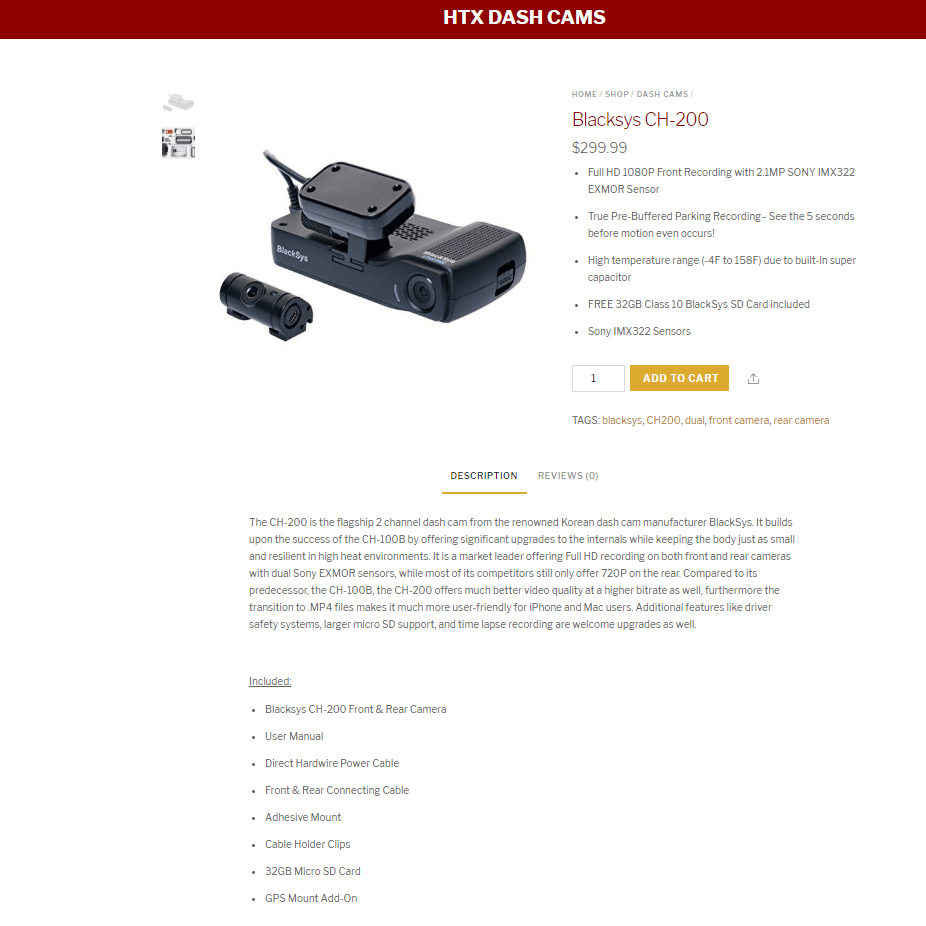 HTX DASH CAMS
HOME / SHOP / DASH CAMS /
Blacksys CH-200
$299.99
• Full HD 1080P Front Recording with 2.1MP SONY IMX322
EXMOR Sensor
• True Pre-Buffered Parking Recording– See the 5 seconds
before motion even occurs!
• High temperature range (-4F to 158F) due to built-in super
capacitor
• FREE 32GB Class 10 BlackSys SD Card included
• Sony IMX322 Sensors
BlackSys
BlackSys
1
ADD TO CART
TAGS: blacksys, CH200, dual, front camera, rear camera
DESCRIPTION REVIEWS (0)
The CH-200 is the flagship 2 channel dash cam from the renowned Korean dash cam manufacturer BlackSys. It builds
upon the success of the CH-100B by offering significant upgrades to the internals while keeping the body just as small
and resilient in high heat environments. It is a market leader offering Full HD recording on both front and rear cameras
with dual Sony EXMOR sensors, while most of its competitors still only offer 720P on the rear. Compared to its
predecessor, the CH-100B, the CH-200 offers much better video quality at a higher bitrate as well, furthermore the
transition to .MP4 files makes it much more user-friendly for iPhone and Mac users. Additional features like driver
safety systems, larger micro SD support, and time lapse recording are welcome upgrades as well.
Included:
• Blacksys CH-200 Front & Rear Camera
• User Manual
• Direct Hardwire Power Cable
• Front & Rear Connecting Cable
• Adhesive Mount
• Cable Holder Clips
• 32GB Micro SD Card
• GPS Mount Add-On